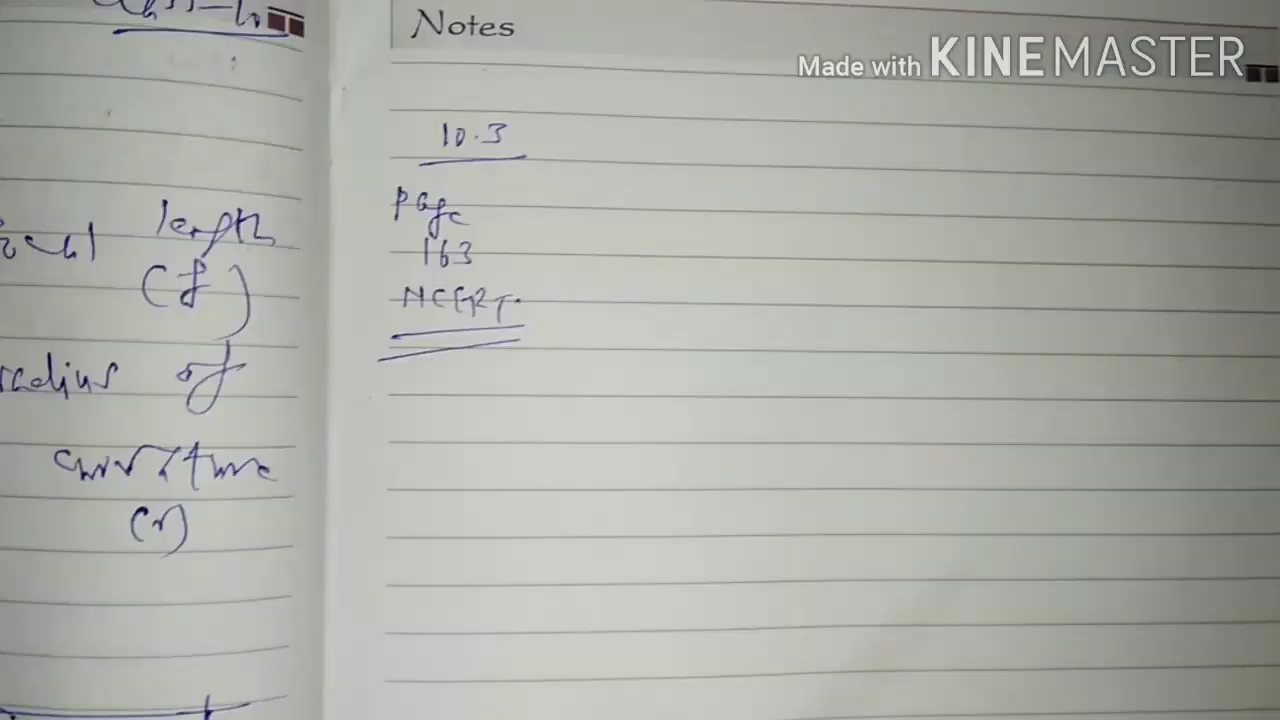 length
(f)
radius of
curvature
(r)
Notes
Made with KINEMASTER
10.3
Page
163
NCERT.